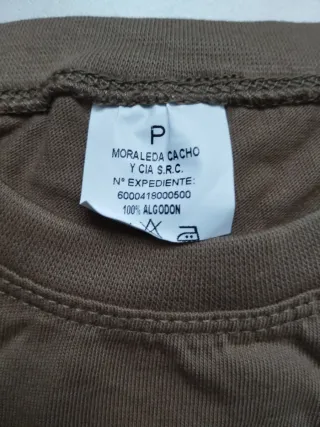 P
MORALEDA CACHO
Y CIA S.R.C.
Nº EXPEDIENTE:
6000418000500
100% ALGODON